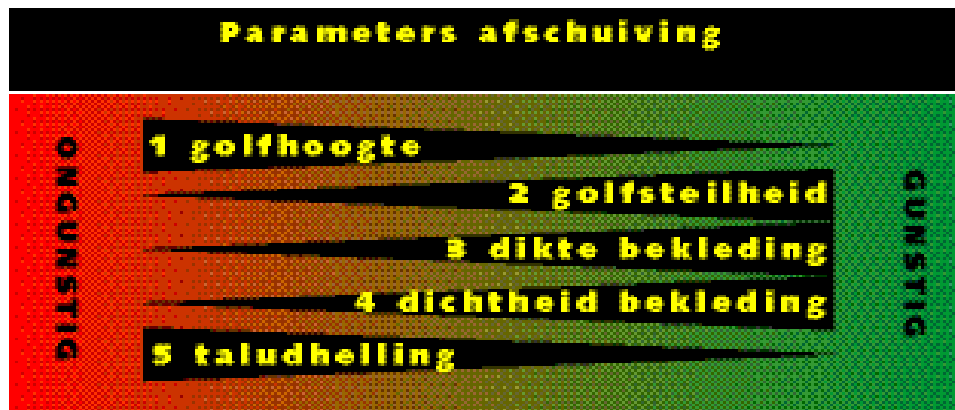 Parameters afschuiving
ONGUNSTIG
1 golfhoogte
2 golfsteilheid
3 dikte bekleding
4 dichtheid bekleding
5 taludhelling
GUNSTIG